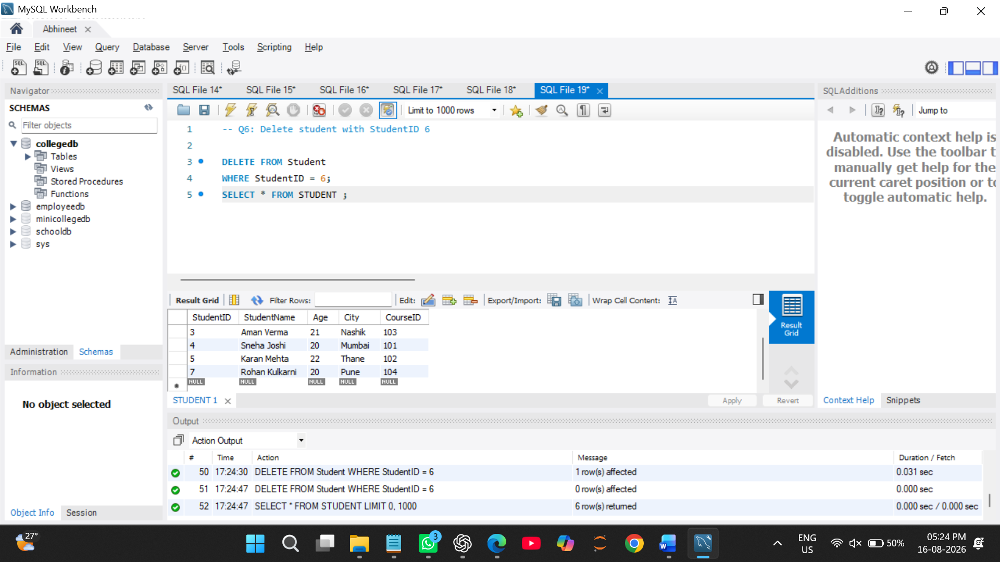 MySQL Workbench
Abhineet
File Edit View Query Database Server Tools Scripting Help
Navigator
SCHEMAS
Filter objects
collegedb
Tables
Views
Stored Procedures
Functions
employeedb
minicollegedb
schooldb
sys
Administration Schemas
Information
No object selected
Object Info Session
SQL File 14* SQL File 15* SQL File 16* SQL File 17* SQL File 18* SQL File 19*
Limit to 1000 rows
1 -- Q6: Delete student with StudentID 6
2
3 DELETE FROM Student
4 WHERE StudentID = 6;
5 SELECT * FROM STUDENT ;
Result Grid Filter Rows: Edit: Export/Import: Wrap Cell Content:
StudentID StudentName Age City CourseID
3 Aman Verma 21 Nashik 103
4 Sneha Joshi 20 Mumbai 101
5 Karan Mehta 22 Thane 102
7 Rohan Kulkarni 20 Pune 104
NULL NULL NULL NULL NULL
Result
Grid
STUDENT 1
Apply Revert
SQLAdditions
Jump to
Automatic context help is
disabled. Use the toolbar t
manually get help for the
current caret position or to
toggle automatic help.
Context Help Snippets
Output
Action Output
# Time Action Message Duration / Fetch
50 17:24:30 DELETE FROM Student WHERE StudentID = 6 1 row(s) affected 0.031 sec
51 17:24:47 DELETE FROM Student WHERE StudentID = 6 0 row(s) affected 0.000 sec
52 17:24:47 SELECT * FROM STUDENT LIMIT 0, 1000 6 row(s) returned 0.000 sec / 0.000 sec
27°
3
ENG
US
50%
05:24 PM
16-08-2026